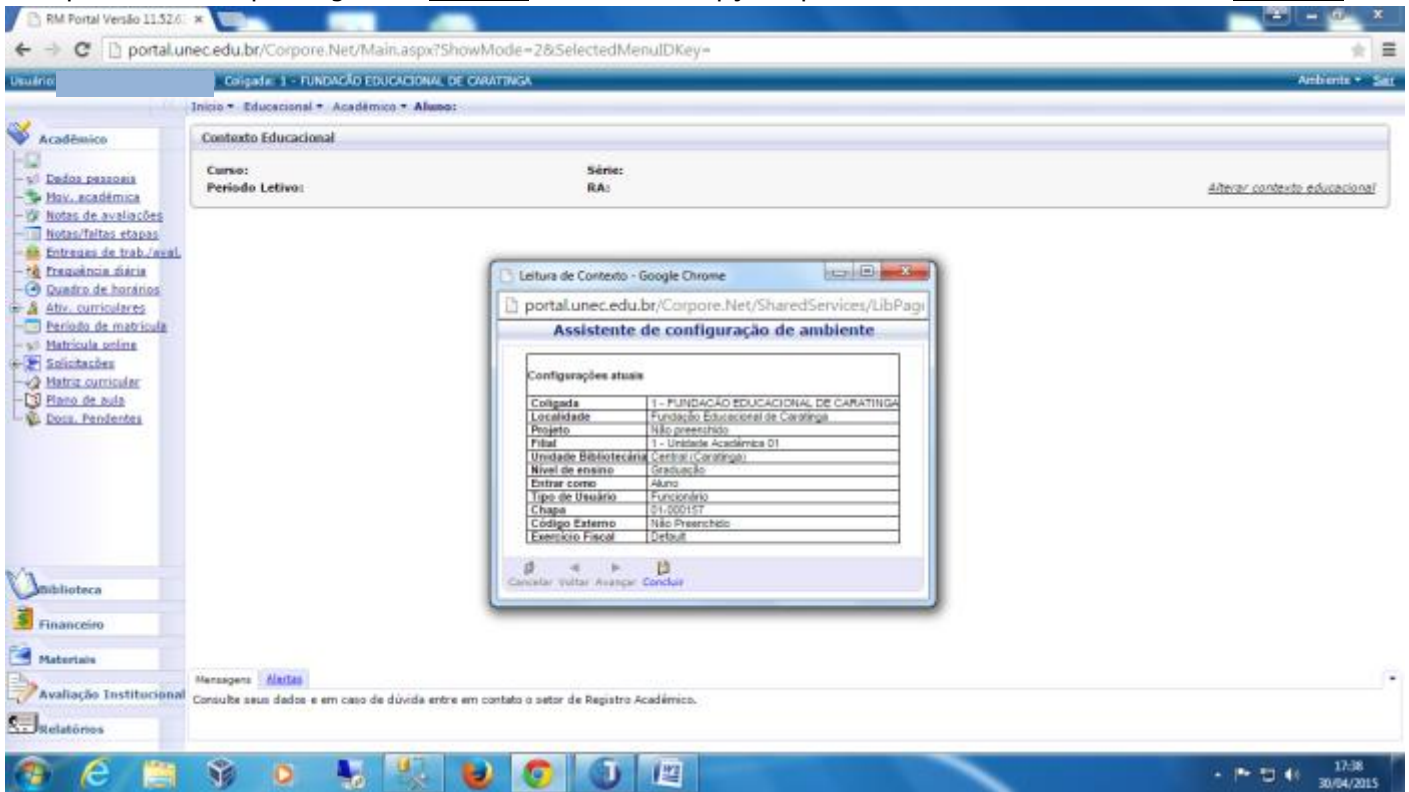 RM Portal Versão 11.52.6
portal.unec.edu.br/Corpore.Net/Main.aspx?ShowMode=2&SelectedMenuIDKey=
Usuário: Coligada: 1 - FUNDAÇÃO EDUCACIONAL DE CARATINGA Ambiente Sair
Início Educacional Acadêmico Aluno:
Acadêmico
Dados pessoais
Mov. acadêmica
Notas de avaliações
Notas/faltas etapas
Entregas de trab./aval.
Frequência diária
Quadro de horários
Ativ. curriculares
Período de matrícula
Matrícula online
Solicitações
Matriz curricular
Plano de aula
Docs. Pendentes
Biblioteca
Financeiro
Materiais
Avaliação Institucional
Relatórios
Contexto Educacional
Curso: Série:
Período Letivo: RA: Alterar contexto educacional
Leitura de Contexto - Google Chrome
portal.unec.edu.br/Corpore.Net/SharedServices/LibPag
Assistente de configuração de ambiente
Configurações atuais
Coligada 1 - FUNDAÇÃO EDUCACIONAL DE CARATINGA
Localidade Fundação Educacional de Caratinga
Projeto Não preenchido
Filial 1 - Unidade Acadêmica 01
Unidade Bibliotecária Central (Caratinga)
Nível de ensino Graduação
Entrar como Aluno
Tipo de Usuário Funcionário
Chapa 01-000157
Código Externo Não Preenchido
Exercício Fiscal Default
Cancelar Voltar Avançar Concluir
Mensagens Alertas
Consulte seus dados e em caso de dúvida entre em contato o setor de Registro Acadêmico.
17:38
30/04/2015